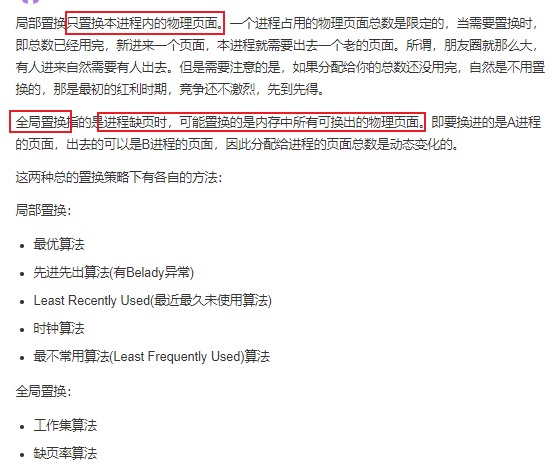 局部置换只置换本进程内的物理页面。一个进程占用的物理页面总数是限定的，当需要置换时，
即总数已经用完，新进来一个页面，本进程就需要出去一个老的页面。所谓，朋友圈就那么大，
有人进来自然需要有人出去。但是需要注意的是，如果分配给你的总数还没用完，自然是不用置
换的，那是最初的红利时期，竞争还不激烈，先到先得。
全局置换指的是进程缺页时，可能置换的是内存中所有可换出的物理页面。即要换进的是A进程
的页面，出去的可以是B进程的页面，因此分配给进程的页面总数是动态变化的。
这两种总的置换策略下有各自的方法：
局部置换：
• 最优算法
• 先进先出算法(有Belady异常)
• Least Recently Used(最近最久未使用算法)
• 时钟算法
• 最不常用算法(Least Frequently Used)算法
全局置换：
• 工作集算法
• 缺页率算法